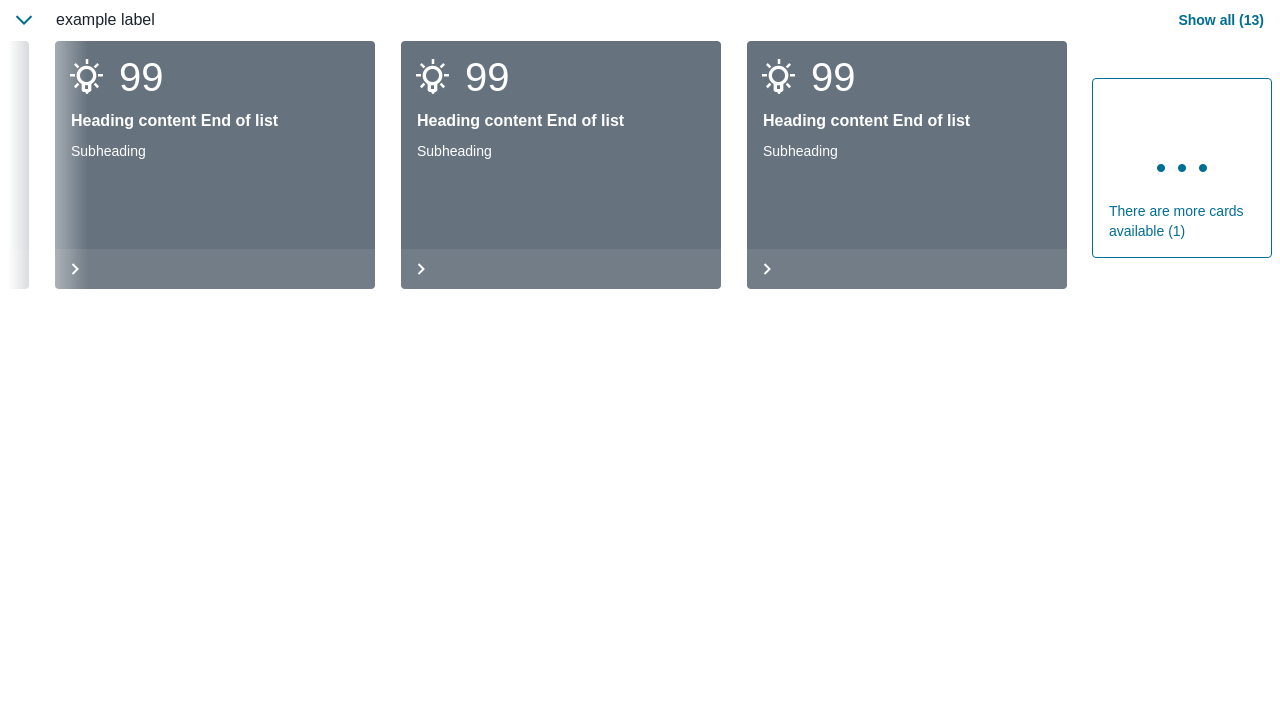 example label
Show all (13)
99
Heading content End of list
Subheading
99
Heading content End of list
Subheading
99
Heading content End of list
Subheading
There are more cards
available (1)